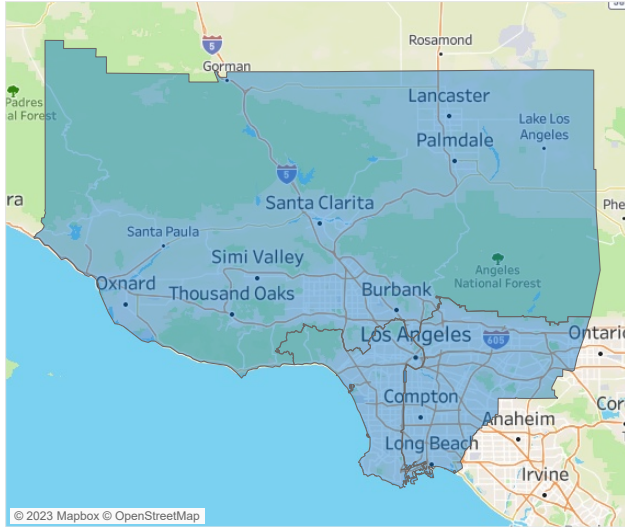 5
Rosamond
Gorman
Padres
al Forest
Lancaster
Lake Los
Angeles
Palmdale
5
ra
Santa Clarita
Phe
Santa Paula
Simi Valley
Angeles
National Forest
Oxnard
Thousand Oaks
Burbank
Los Angeles
605
Ontario
Compton
Cor
Anaheim
Long Beach
Irvine
© 2023 Mapbox © OpenStreetMap